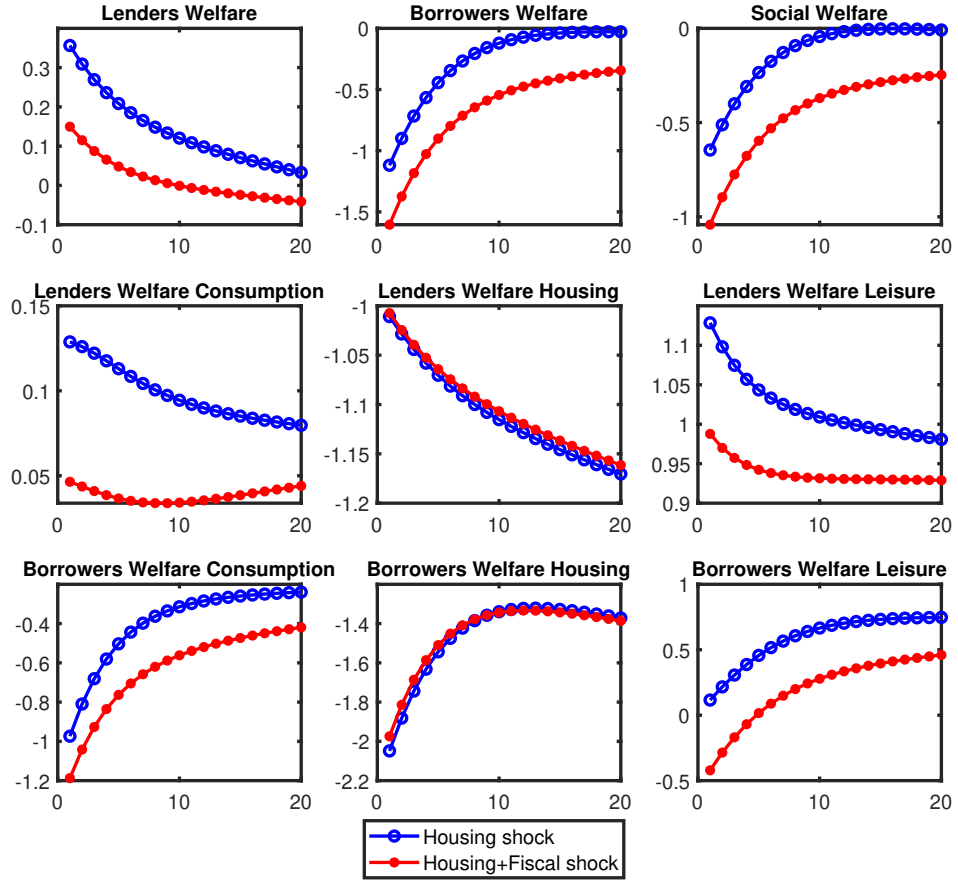 Lenders Welfare
0.3
0.2
0.1
0
-0.1
0 10 20
Borrowers Welfare
0
-0.5
-1
-1.5
0 10 20
Social Welfare
0
-0.5
-1
0 10 20
Lenders Welfare Consumption
0.15
0.1
0.05
0 10 20
Lenders Welfare Housing
-1
-1.05
-1.1
-1.15
-1.2
0 10 20
Lenders Welfare Leisure
1.1
1.05
1
0.95
0.9
0 10 20
Borrowers Welfare Consumption
-0.4
-0.6
-0.8
-1
-1.2
0 10 20
Borrowers Welfare Housing
-1.4
-1.6
-1.8
-2
-2.2
0 10 20
Borrowers Welfare Leisure
1
0.5
0
-0.5
0 10 20
Housing shock
Housing+Fiscal shock